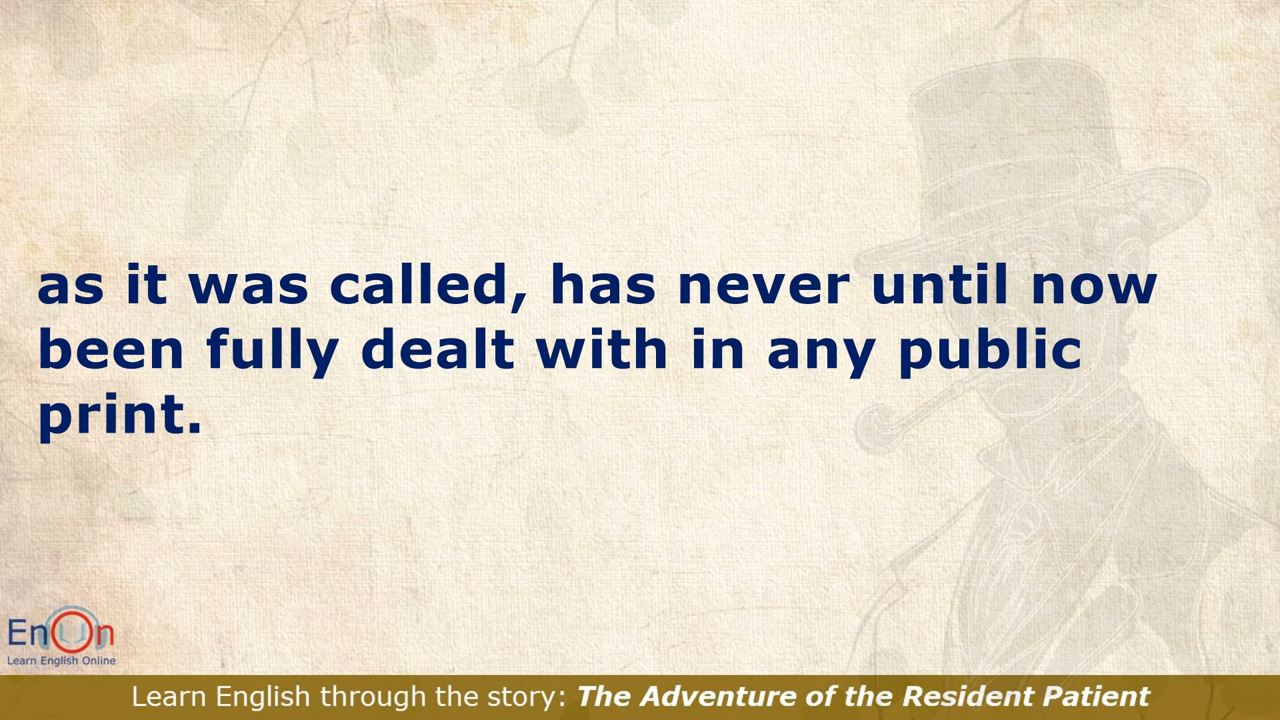 as it was called, has never until now
been fully dealt with in any public
print.
EnOn
Learn English Online
Learn English through the story: The Adventure of the Resident Patient